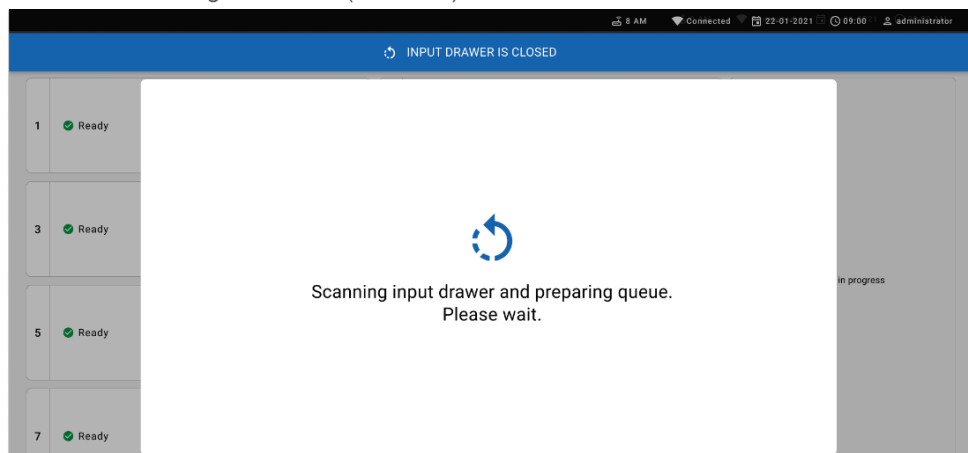 8 AM Connected 22-01-2021 09:00 administrator
INPUT DRAWER IS CLOSED
1 Ready
3 Ready
Scanning input drawer and preparing queue.
Please wait.
in progress
5 Ready
7 Ready